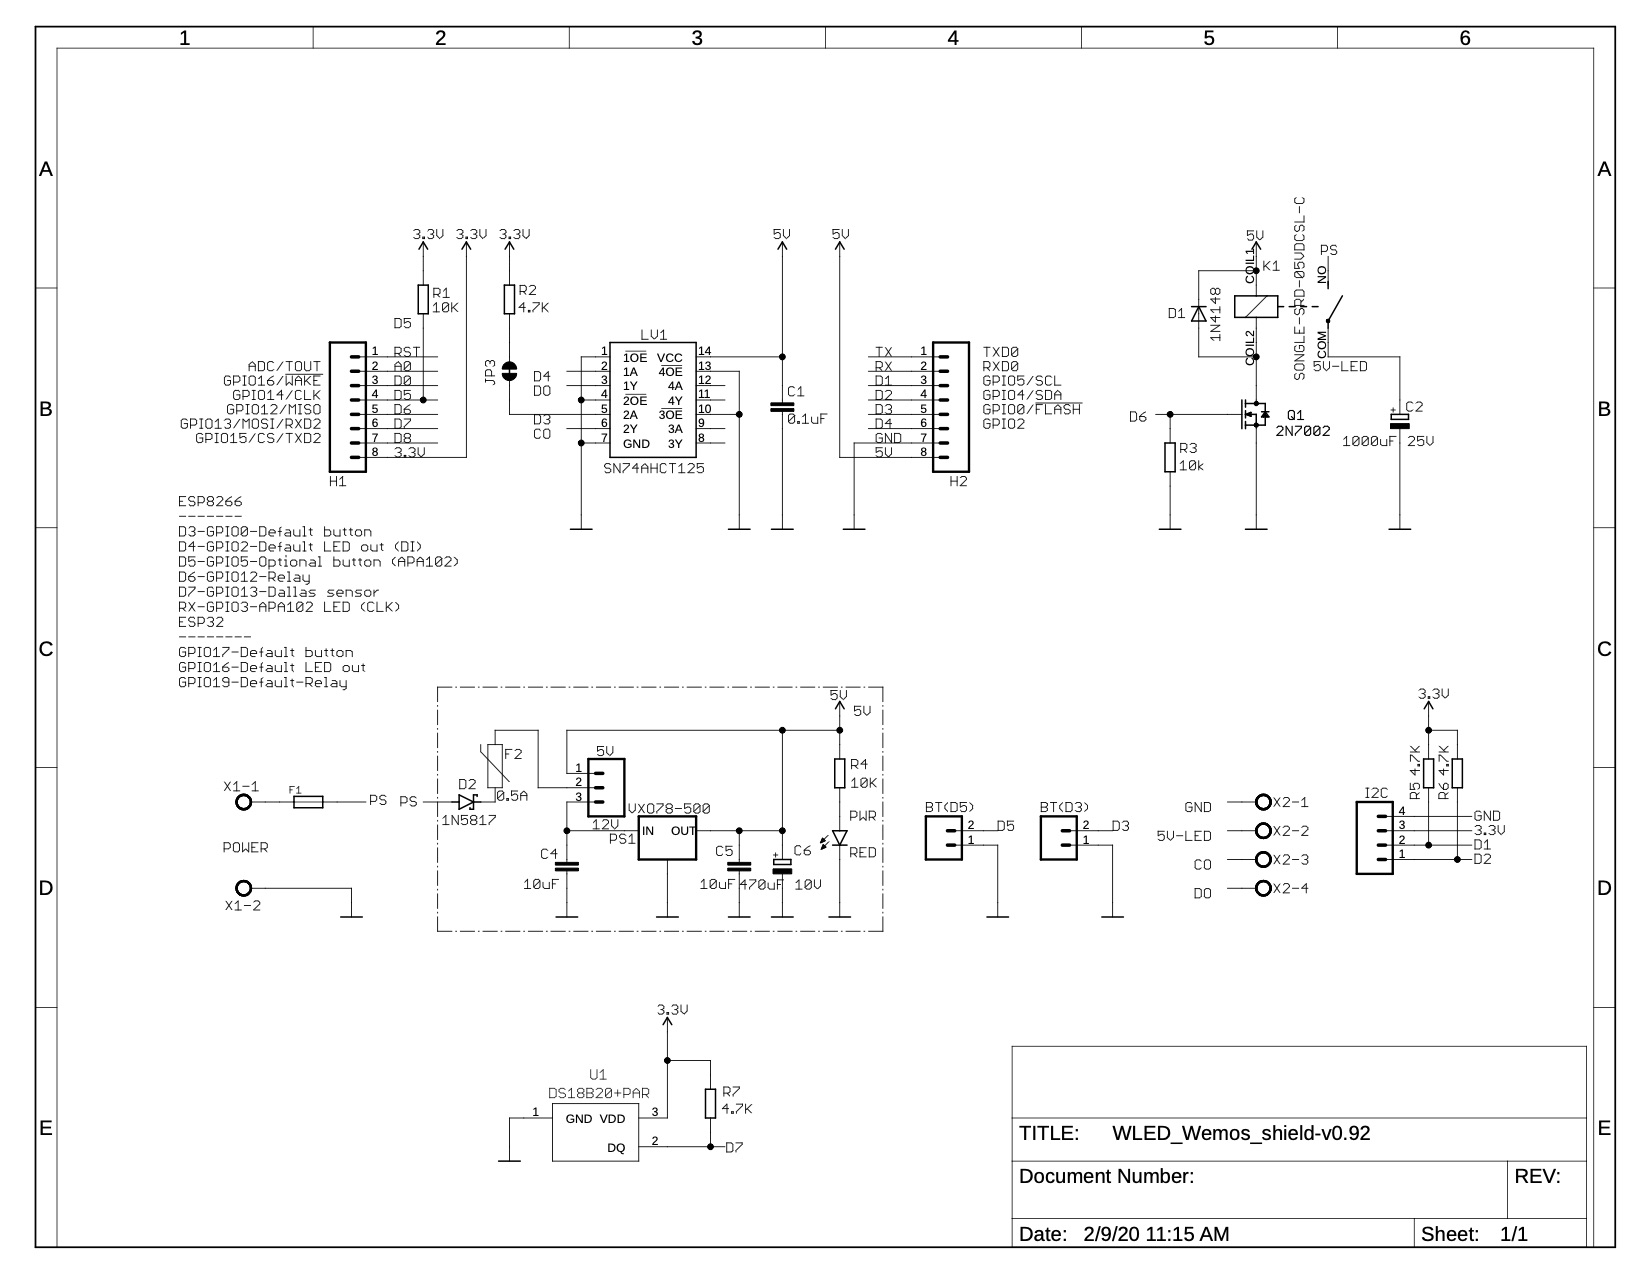 1 2 3 4 5 6
A A
B B
C C
D D
E E
3.3V 3.3V 3.3V
R1
10K
D5
R2
4.7K
JP3
1 RST
ADC/TOUT 2 A0
GPIO16/WAKE 3 D0
GPIO14/CLK 4 D5
GPIO12/MISO 5 D6
GPIO13/MOSI/RXD2 6 D7
GPIO15/CS/TXD2 7 D8
8 3.3V
H1
LV1
1 1OE VCC 14
D4 2 1A 4OE 13
DO 3 1Y 4A 12
4 2OE 4Y 11
D3 5 2A 3OE 10
CO 6 2Y 3A 9
7 GND 3Y 8
SN74AHCT125
5V
C1
0.1uF
5V
TX 1 TXD0
RX 2 RXD0
D1 3 GPIO5/SCL
D2 4 GPIO4/SDA
D3 5 GPIO0/FLASH
D4 6 GPIO2
GND 7
5V 8
H2
5V
COIL1
K1
D1
1N4148
COIL2
SONGLE-SRD-05VDCSL-C
PS
NO
COM
5V-LED
D6
Q1
2N7002
R3
10k
+
C2
1000uF 25V
ESP8266
-------
D3-GPIO0-Default button
D4-GPIO2-Default LED out (DI)
D5-GPIO5-Optional button (APA102)
D6-GPIO12-Relay
D7-GPIO13-Dallas sensor
RX-GPIO3-APA102 LED (CLK)
ESP32
--------
GPIO17-Default button
GPIO16-Default LED out
GPIO19-Default-Relay
X1-1
F1
PS
POWER
X1-2
PS
D2
1N5817
F2
0.5A
5V
1
2
3
12V
VXO78-500
PS1
IN OUT
C4
10uF
C5
10uF
+
C6
470uF 10V
5V
5V
R4
10K
PWR
RED
BT(D5)
2 D5
1
BT(D3)
2 D3
1
GND X2-1
5V-LED X2-2
CO X2-3
DO X2-4
3.3V
R5 4.7K
R6 4.7K
I2C
4 GND
3 3.3V
2 D1
1 D2
3.3V
U1
DS18B20+PAR
1 GND VDD 3
DQ 2
R7
4.7K
D7
TITLE: WLED_Wemos_shield-v0.92
Document Number:
REV:
Date: 2/9/20 11:15 AM
Sheet: 1/1